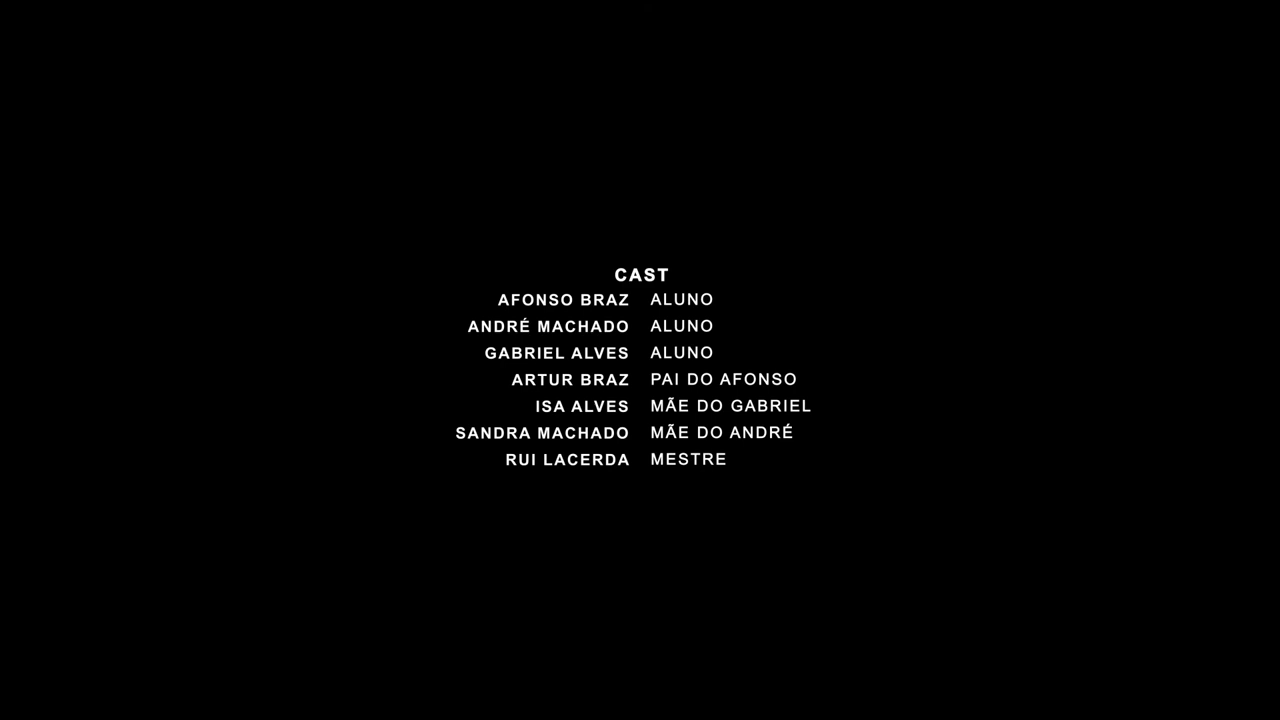 CAST
AFONSO BRAZ ALUNO
ANDRÉ MACHADO ALUNO
GABRIEL ALVES ALUNO
ARTUR BRAZ PAI DO AFONSO
ISA ALVES MÃE DO GABRIEL
SANDRA MACHADO MÃE DO ANDRÉ
RUI LACERDA MESTRE